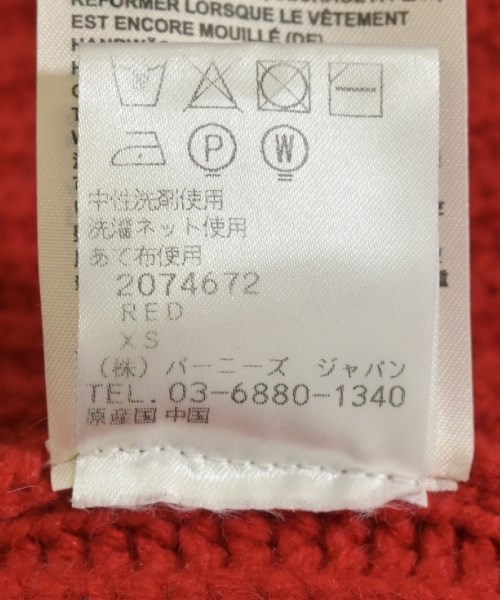 REFORMER LORSQUE LE VÊTEMENT
EST ENCORE MOUILLÉ (DE)
P
W
中性洗剤使用
洗濯ネット使用
あて布使用
2074672
RED
XS
（株）バーニーズ ジャパン
TEL. 03-6880-1340
原産国 中国